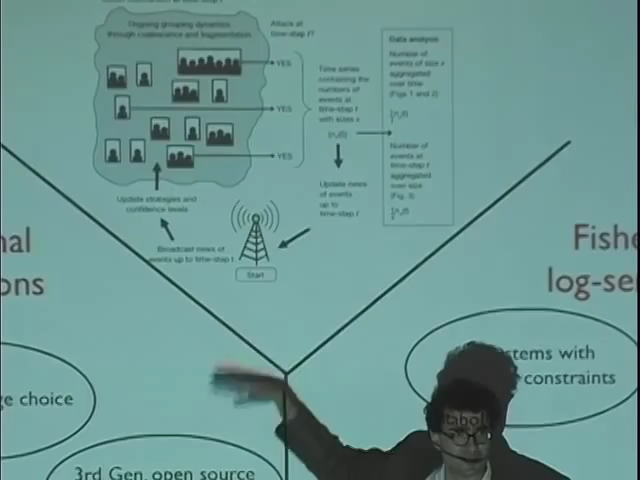 Ongoing grouping dynamics
through coalescence and fragmentation
Attack at
time-step t?
YES
YES
YES
Time series
containing the
numbers of
events at
time-step t
with sizes x
Update news
of events
up to
time-step t
Data analysis
Number of
events of size x
aggregated
over time
(Figs 1 and 2)
Number of
events at
time-step t
aggregated
over size
(Fig. 3)
Update strategies and
confidence levels
Broadcast news of
events up to time-step t
Start
nal
ons
Fishe
log-se
ge choice
3rd Gen. open source
stems with
constraints